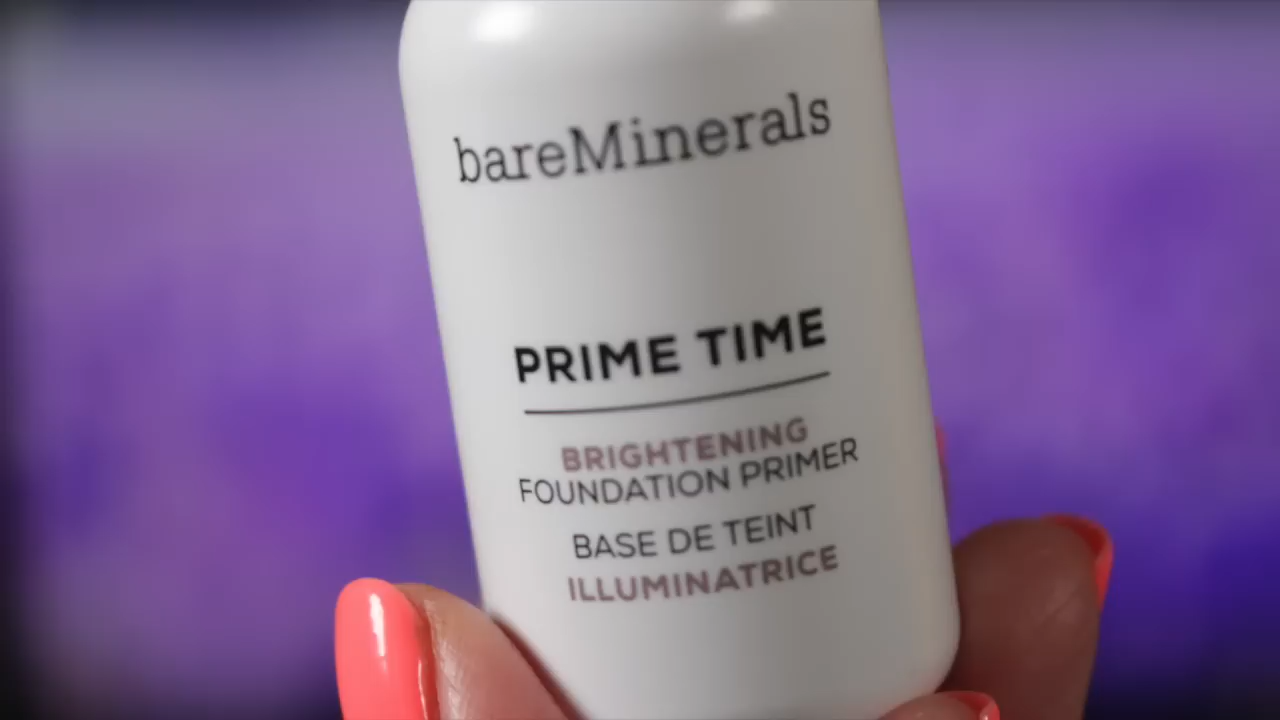 bareMinerals
PRIME TIME
BRIGHTENING
FOUNDATION PRIMER
BASE DE TEINT
ILLUMINATRICE